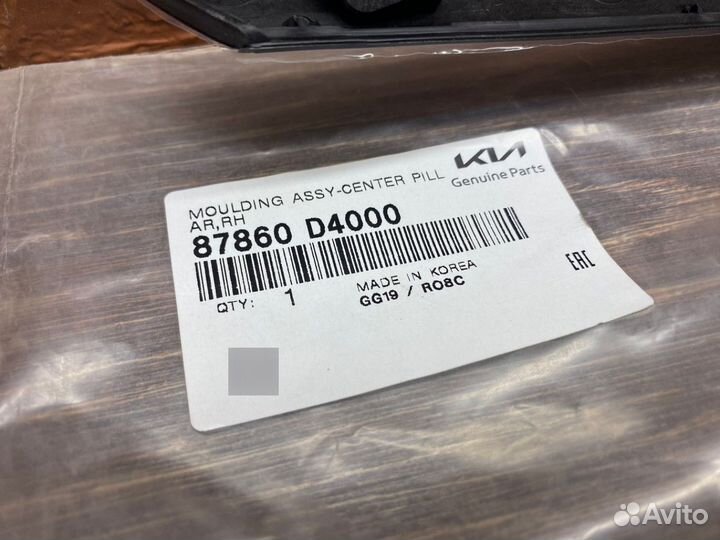 KIA
Genuine Parts
MOULDING ASSY-CENTER PILL
AR,RH
87860 D4000
QTY: 1
MADE IN KOREA
GG19 / RO8C
EAC
Avito